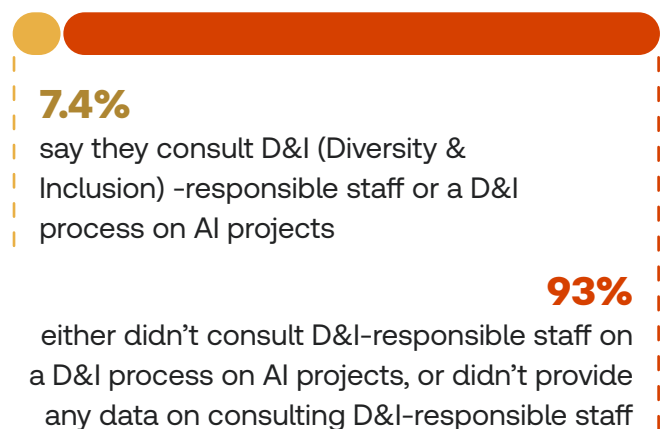 7.4%
say they consult D&I (Diversity &
Inclusion) -responsible staff or a D&I
process on AI projects
93%
either didn’t consult D&I-responsible staff on
a D&I process on AI projects, or didn’t provide
any data on consulting D&I-responsible staff